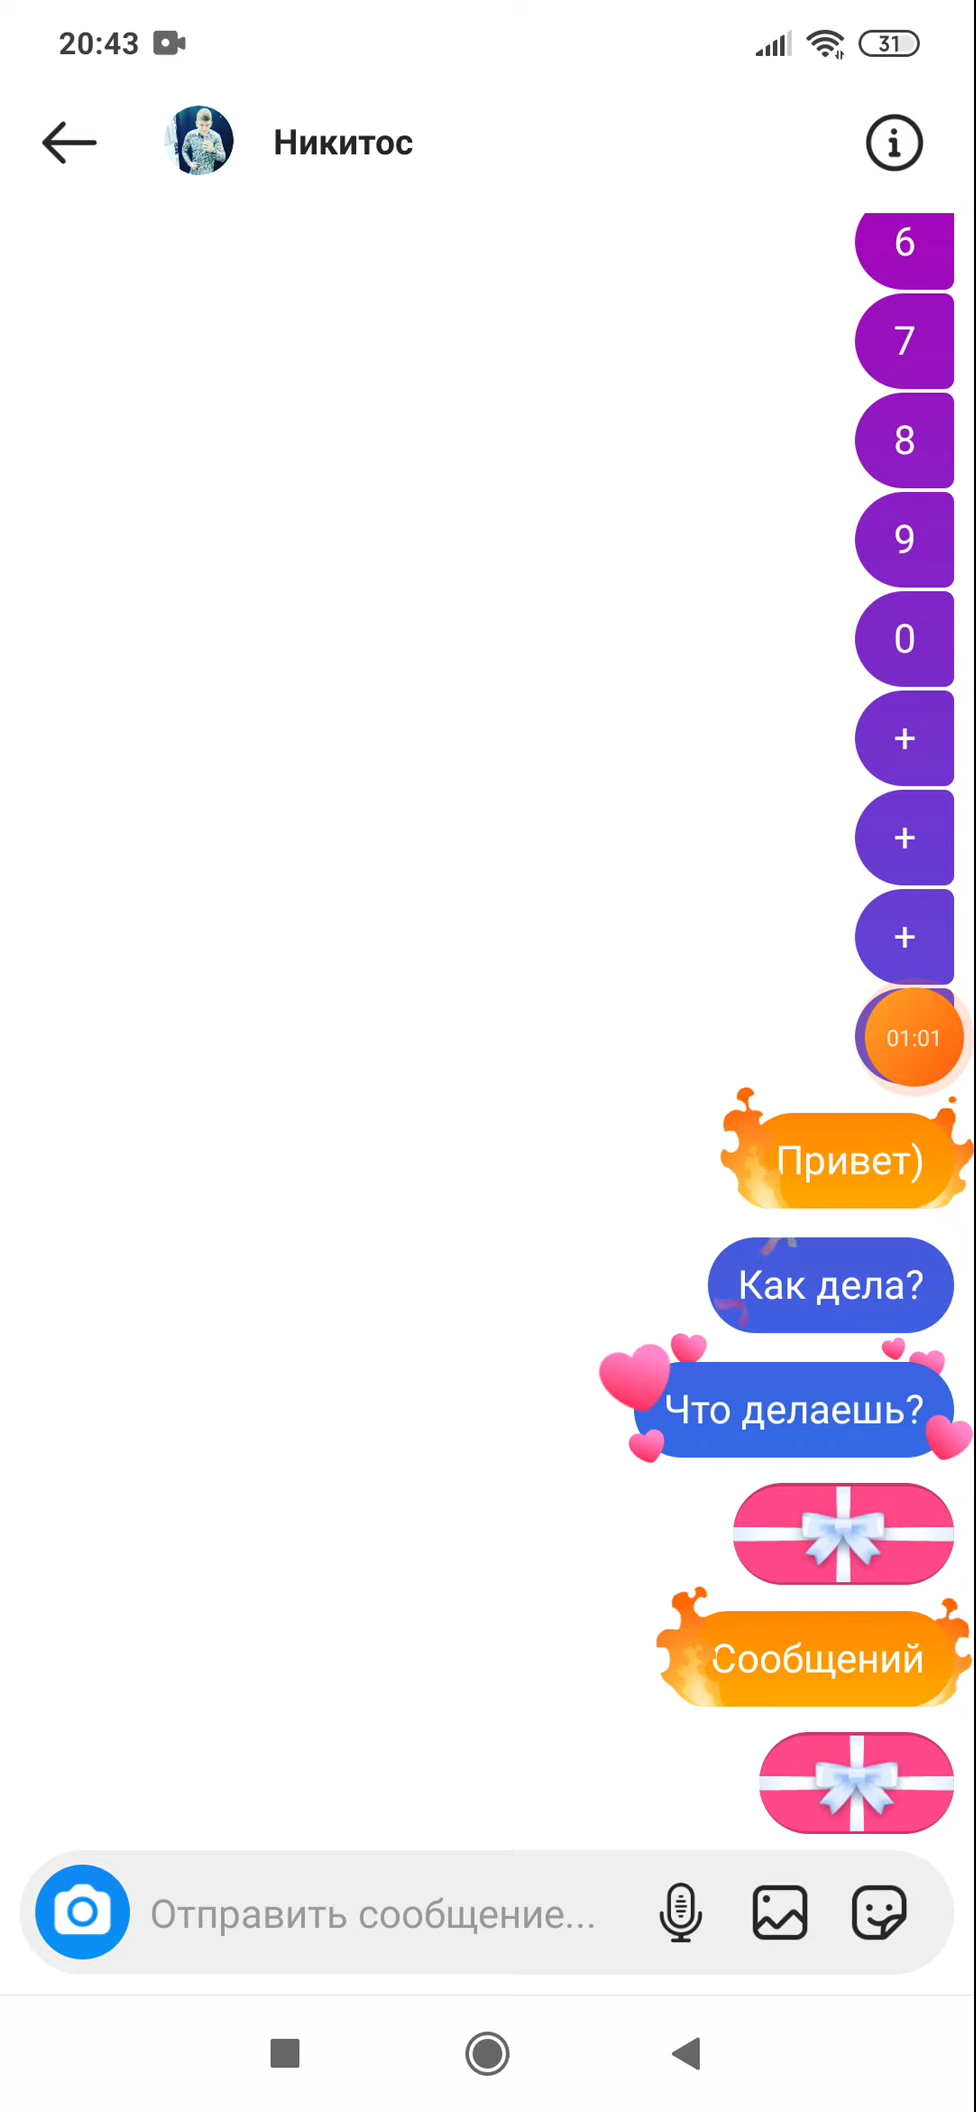 20:43
31
Никитос
6
7
8
9
0
+
+
+
01:01
Привет)
Как дела?
Что делаешь?
Сообщений
Отправить сообщение...